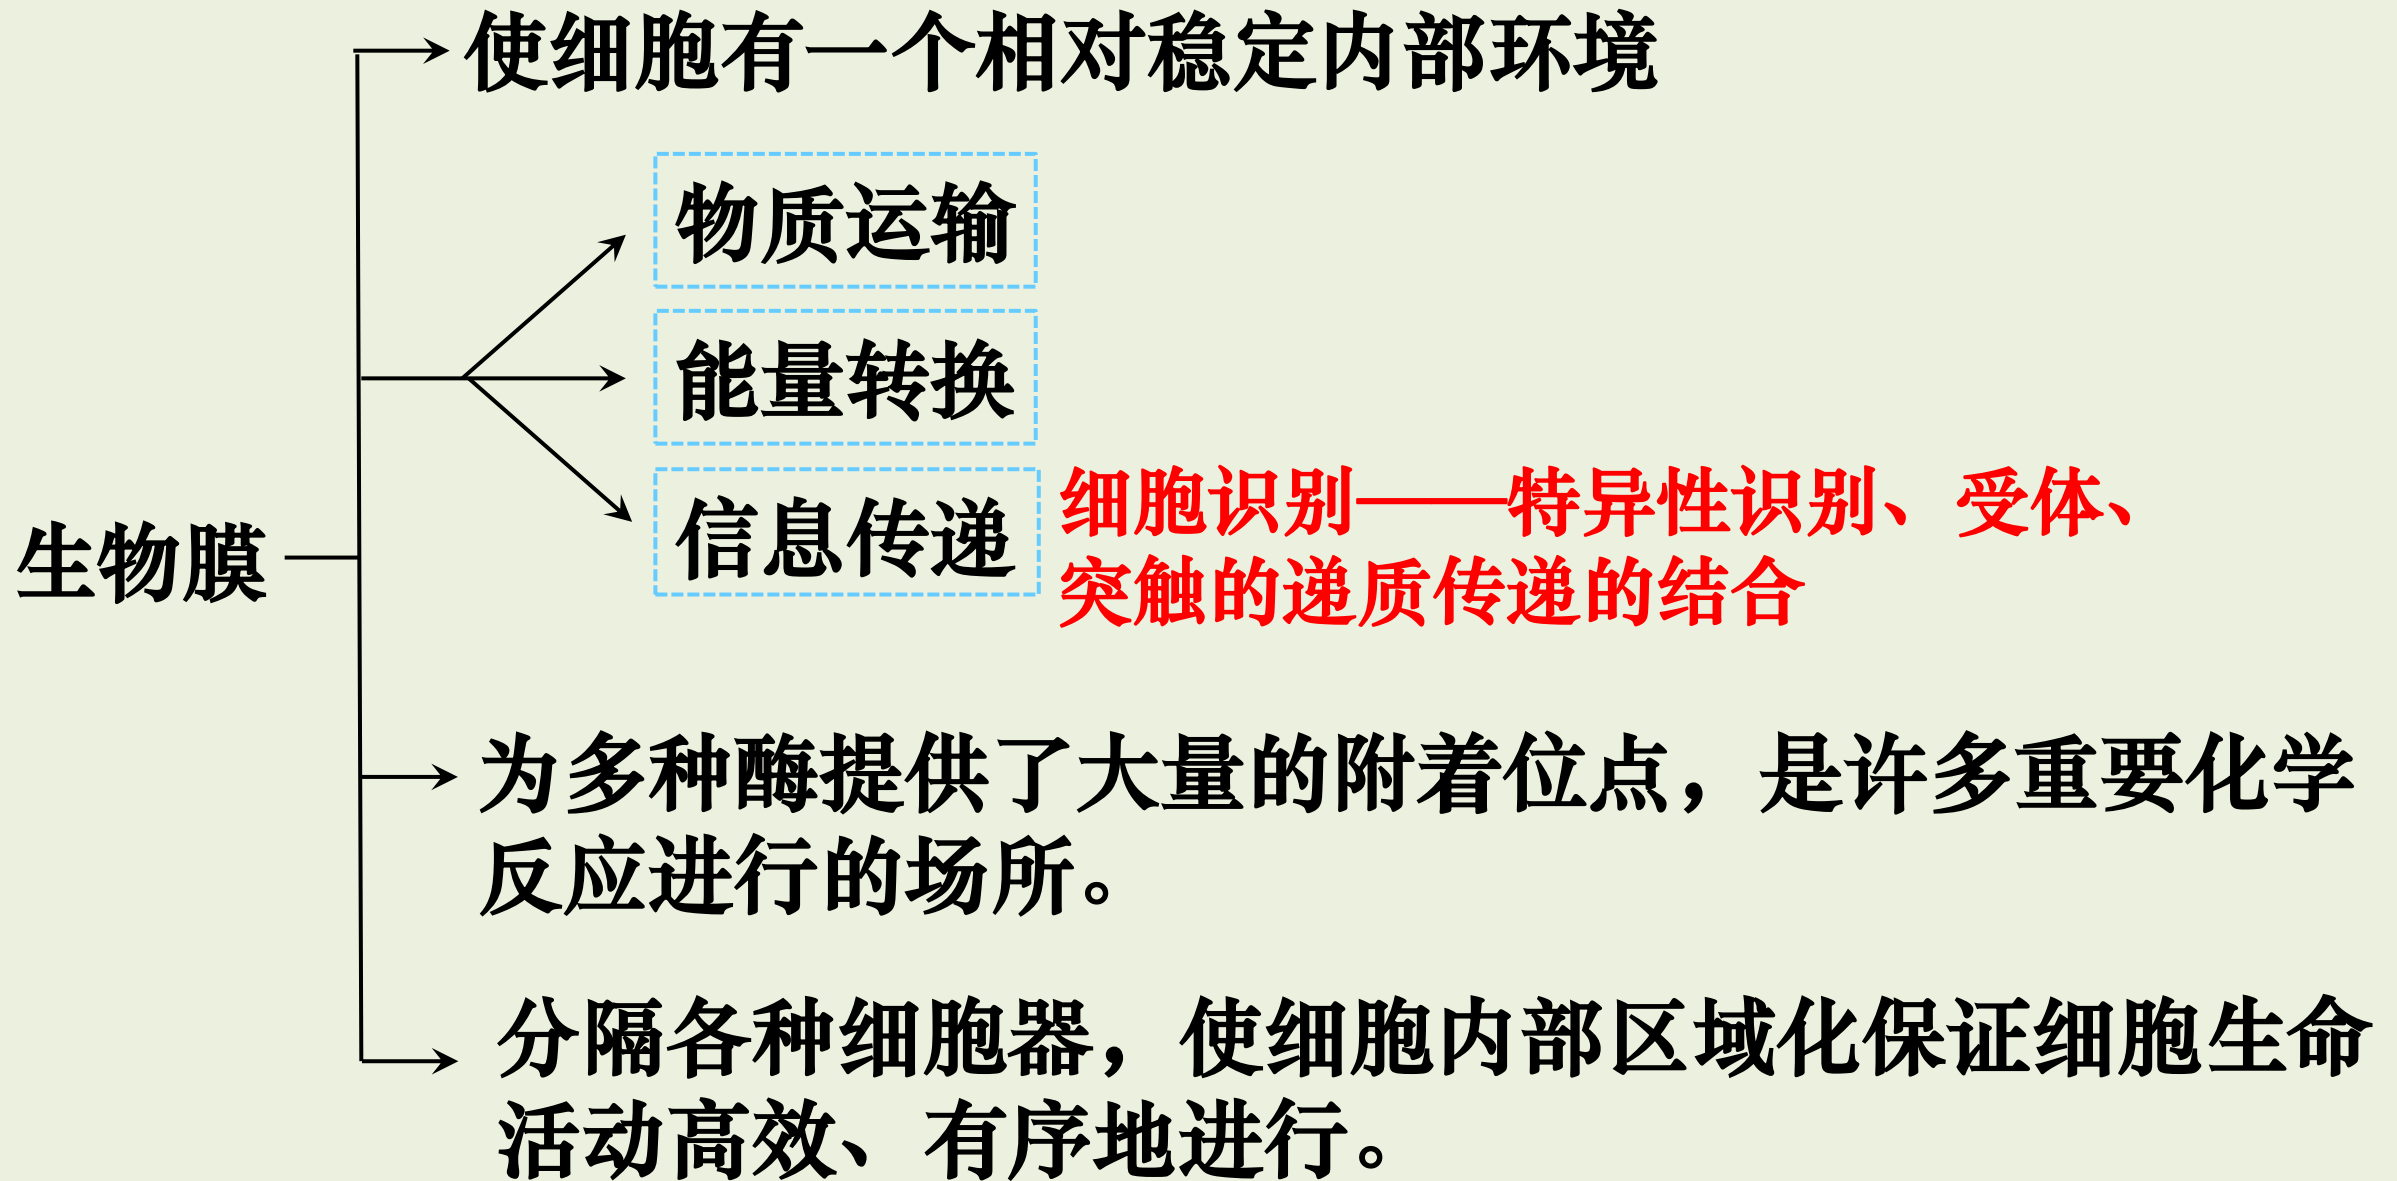 使细胞有一个相对稳定内部环境
物质运输
能量转换
信息传递
细胞识别——特异性识别、受体、
突触的递质传递的结合
生物膜
为多种酶提供了大量的附着位点，是许多重要化学
反应进行的场所。
分隔各种细胞器，使细胞内部区域化保证细胞生命
活动高效、有序地进行。